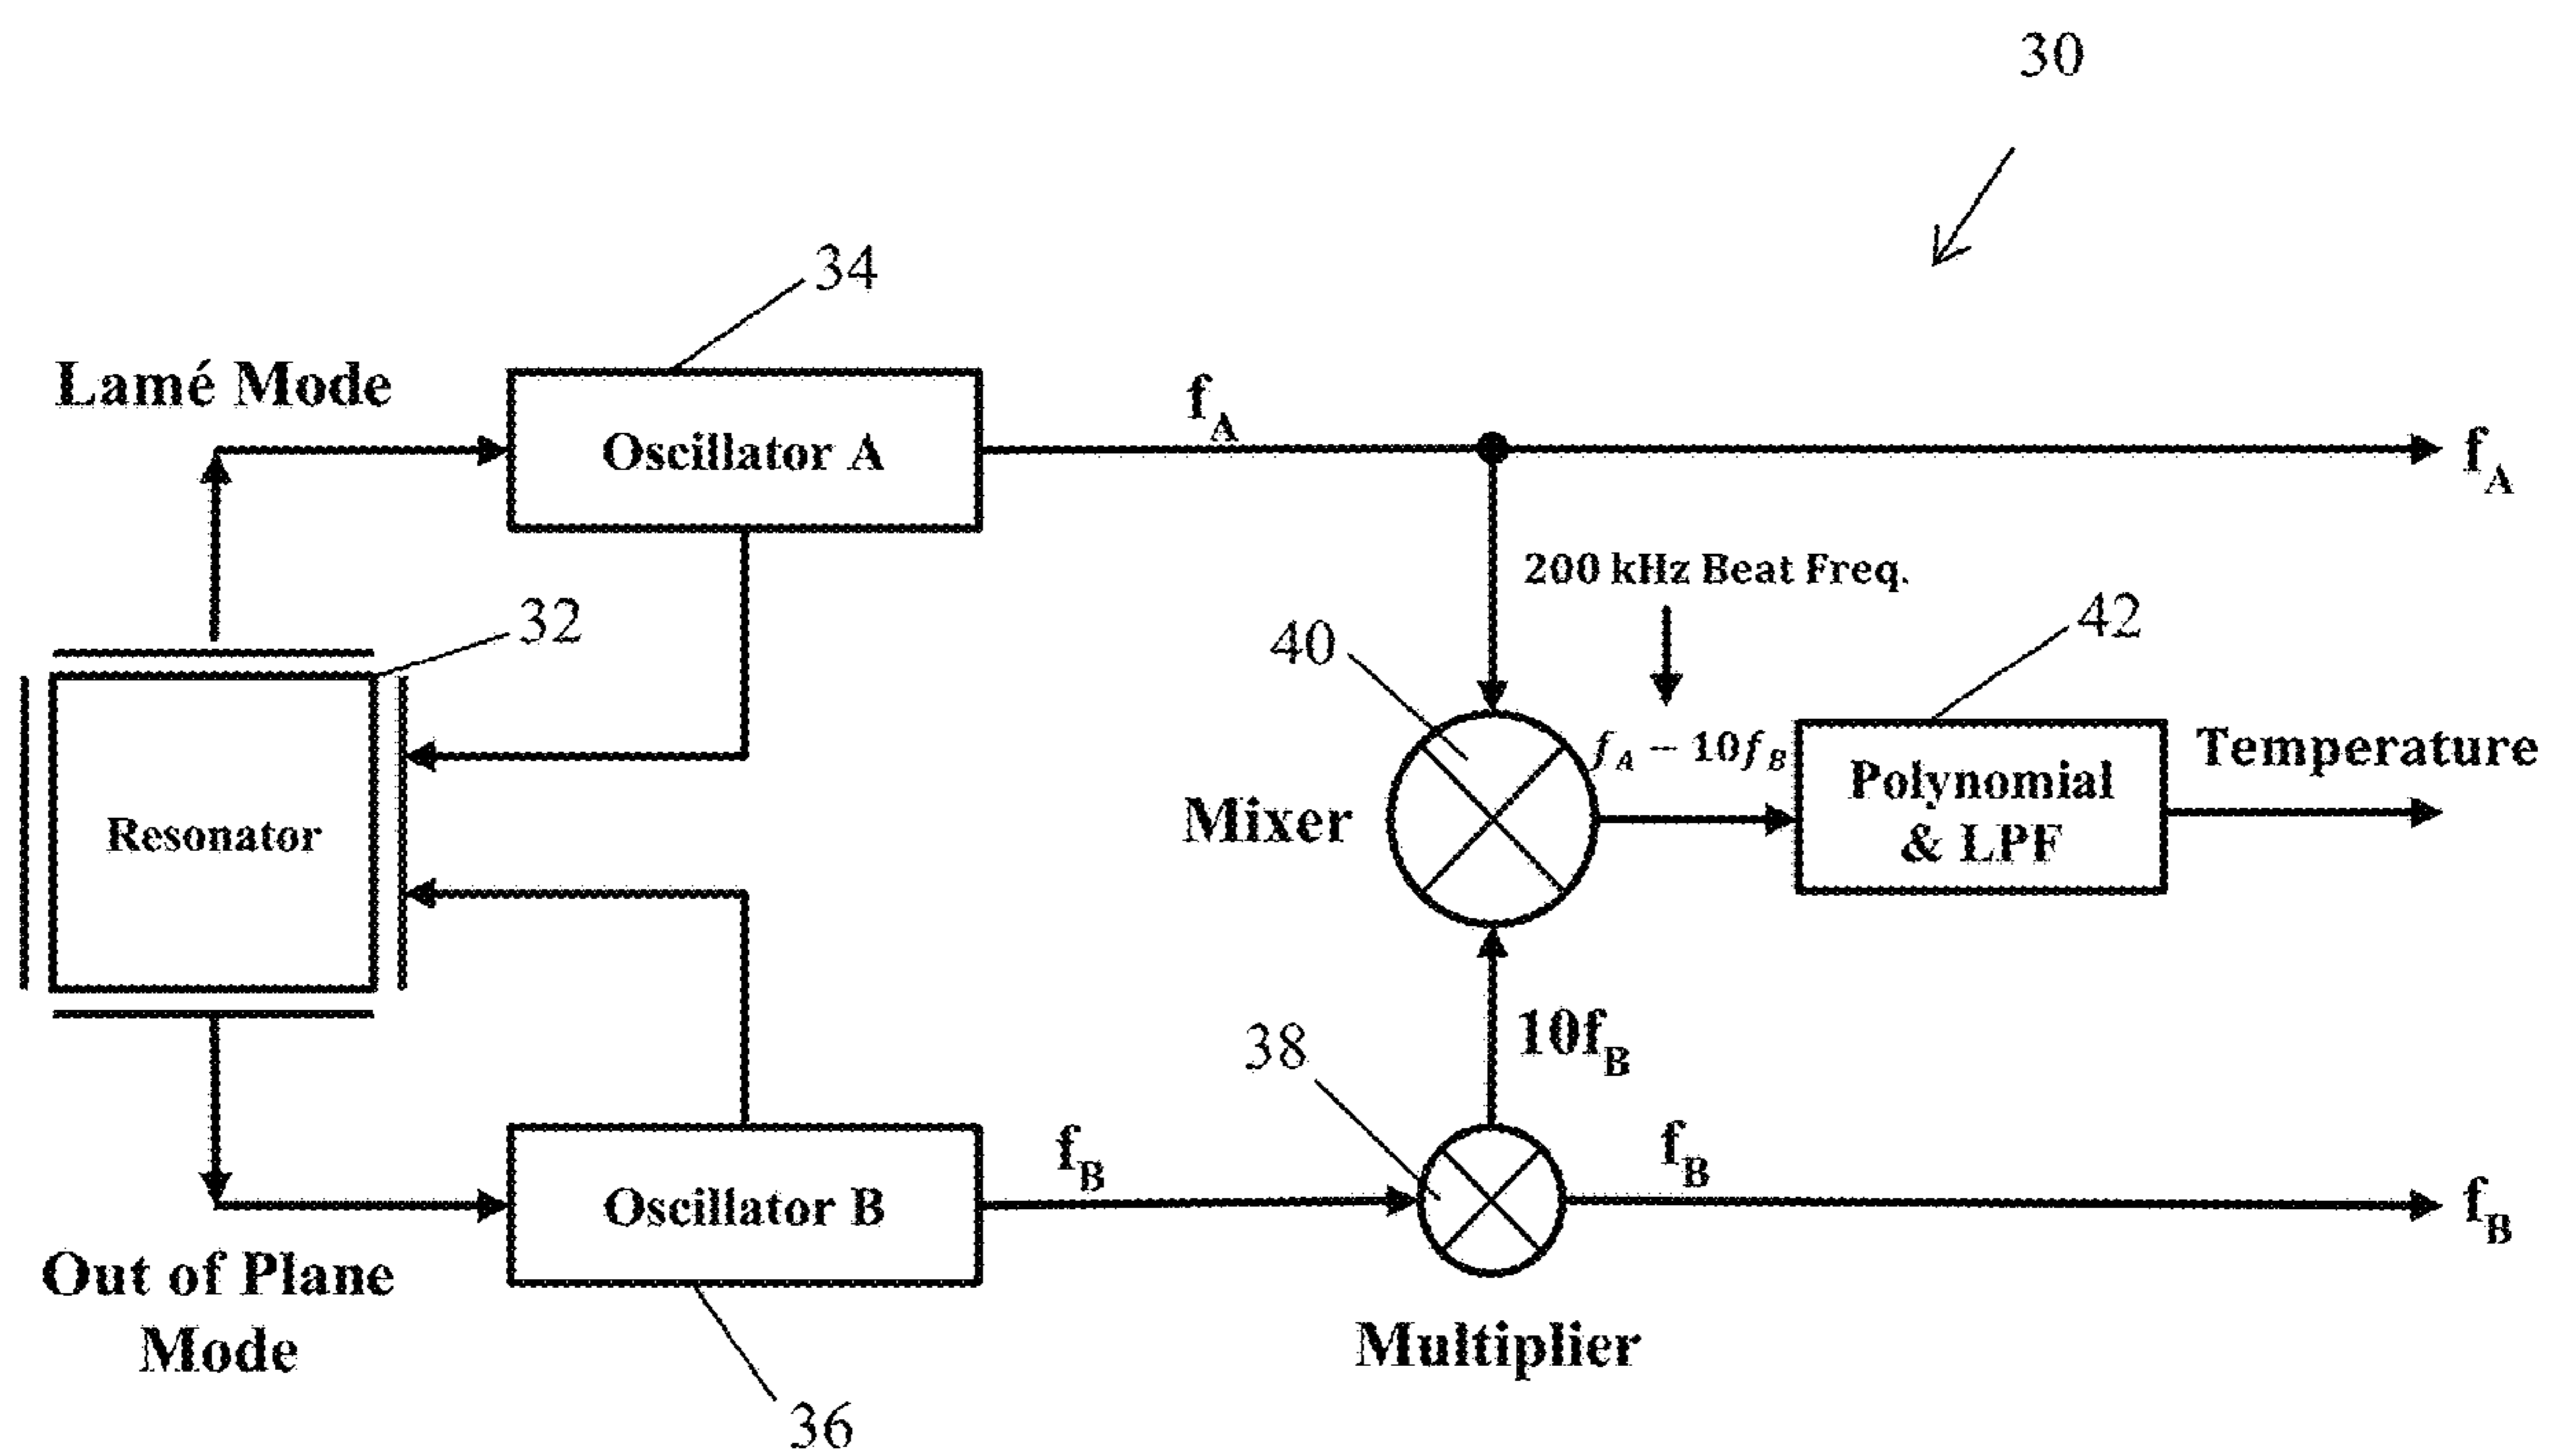 30
34
Lamé Mode
Oscillator A
f_A
f_A
200 kHz Beat Freq.
32
40
42
Resonator
Mixer
f_A − 10f_B
Polynomial
& LPF
Temperature
38
10f_B
Oscillator B
f_B
f_B
f_B
Out of Plane
Mode
Multiplier
36